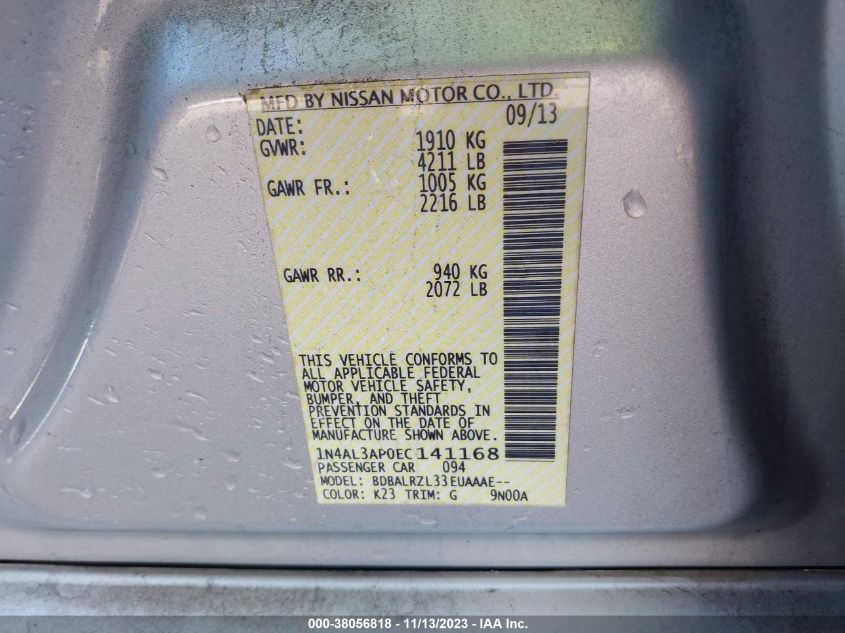 MFD BY NISSAN MOTOR CO., LTD.
DATE: 09/13
GVWR: 1910 KG
4211 LB
GAWR FR.: 1005 KG
2216 LB
GAWR RR.: 940 KG
2072 LB
THIS VEHICLE CONFORMS TO
ALL APPLICABLE FEDERAL
MOTOR VEHICLE SAFETY,
BUMPER, AND THEFT
PREVENTION STANDARDS IN
EFFECT ON THE DATE OF
MANUFACTURE SHOWN ABOVE.
1N4AL3AP0EC141168
PASSENGER CAR 094
MODEL: BDBALRZL33EUAAAE--
COLOR: K23 TRIM: G 9N00A
000-38056818 - 11/13/2023 - IAA Inc.